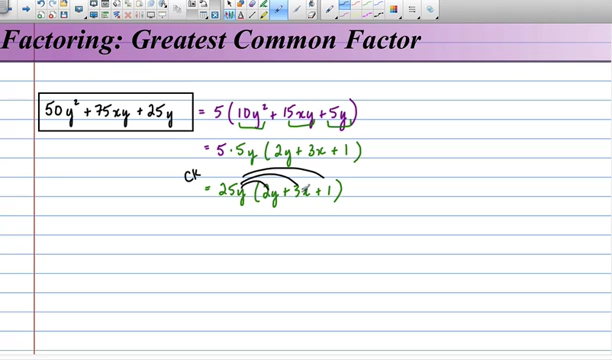 Factoring: Greatest Common Factor
50y² + 75xy + 25y = 5 ( 10y² + 15xy + 5y )
= 5 · 5y ( 2y + 3x + 1 )
CK
= 25y ( 2y + 3x + 1 )